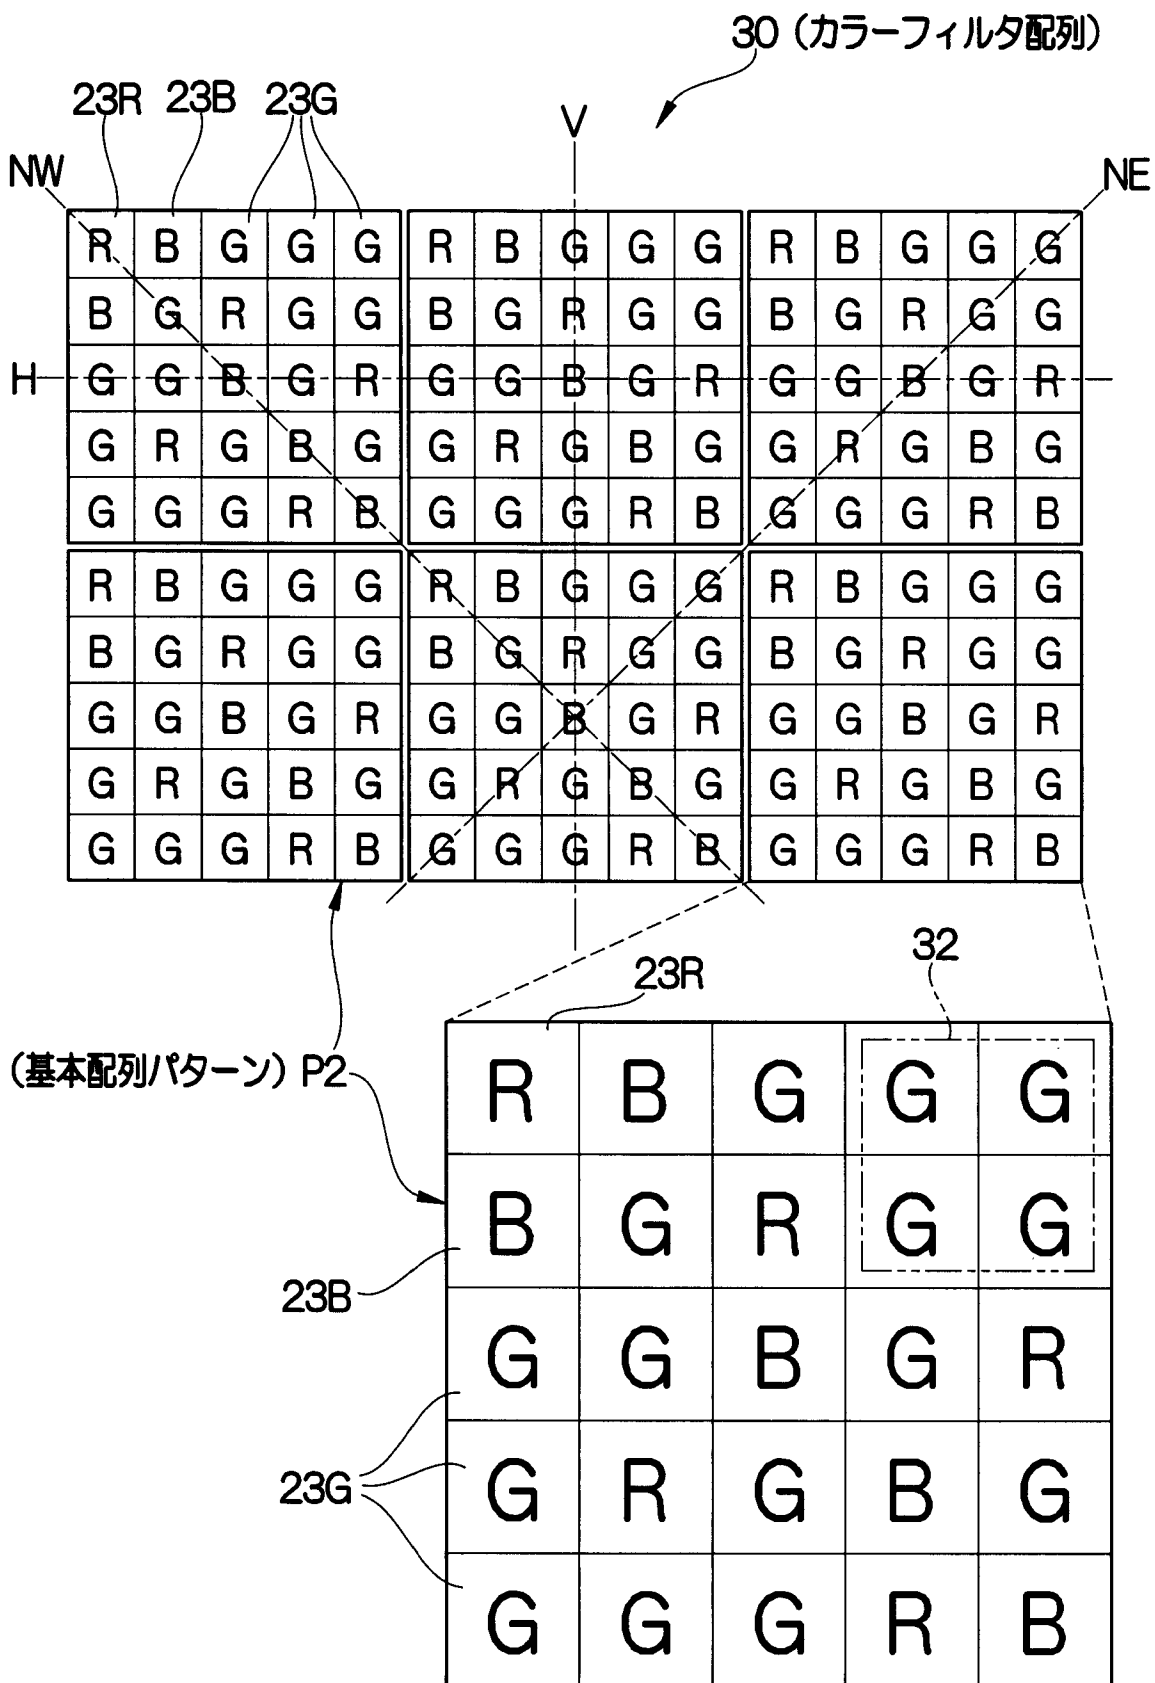 30（カラーフィルタ配列）
23R 23B 23G V
NW NE
R B G G G R B G G G R B G G G
B G R G G B G R G G B G R G G
H G G B G R G G B G R G G B G R
G R G B G G R G B G G R G B G
G G G R B G G G R B G G G R B
R B G G G R B G G G R B G G G
B G R G G B G R G G B G R G G
G G B G R G G B G R G G B G R
G R G B G G R G B G G R G B G
G G G R B G G G R B G G G R B
32
23R
（基本配列パターン）P2
R B G G G
B G R G G
23B
G G B G R
23G
G R G B G
G G G R B